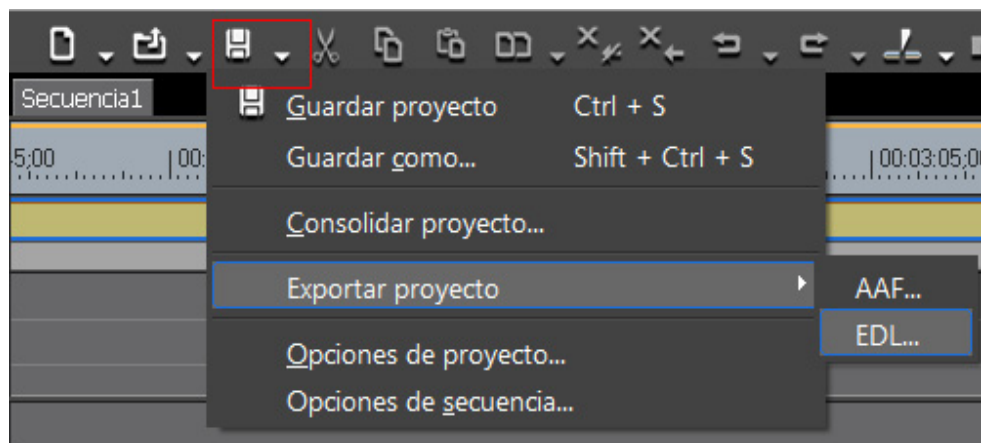 Secuencia1
Guardar proyecto Ctrl + S
5;00 00: Guardar como... Shift + Ctrl + S 00:03:05;0
Consolidar proyecto...
Exportar proyecto
AAF...
EDL...
Opciones de proyecto...
Opciones de secuencia...